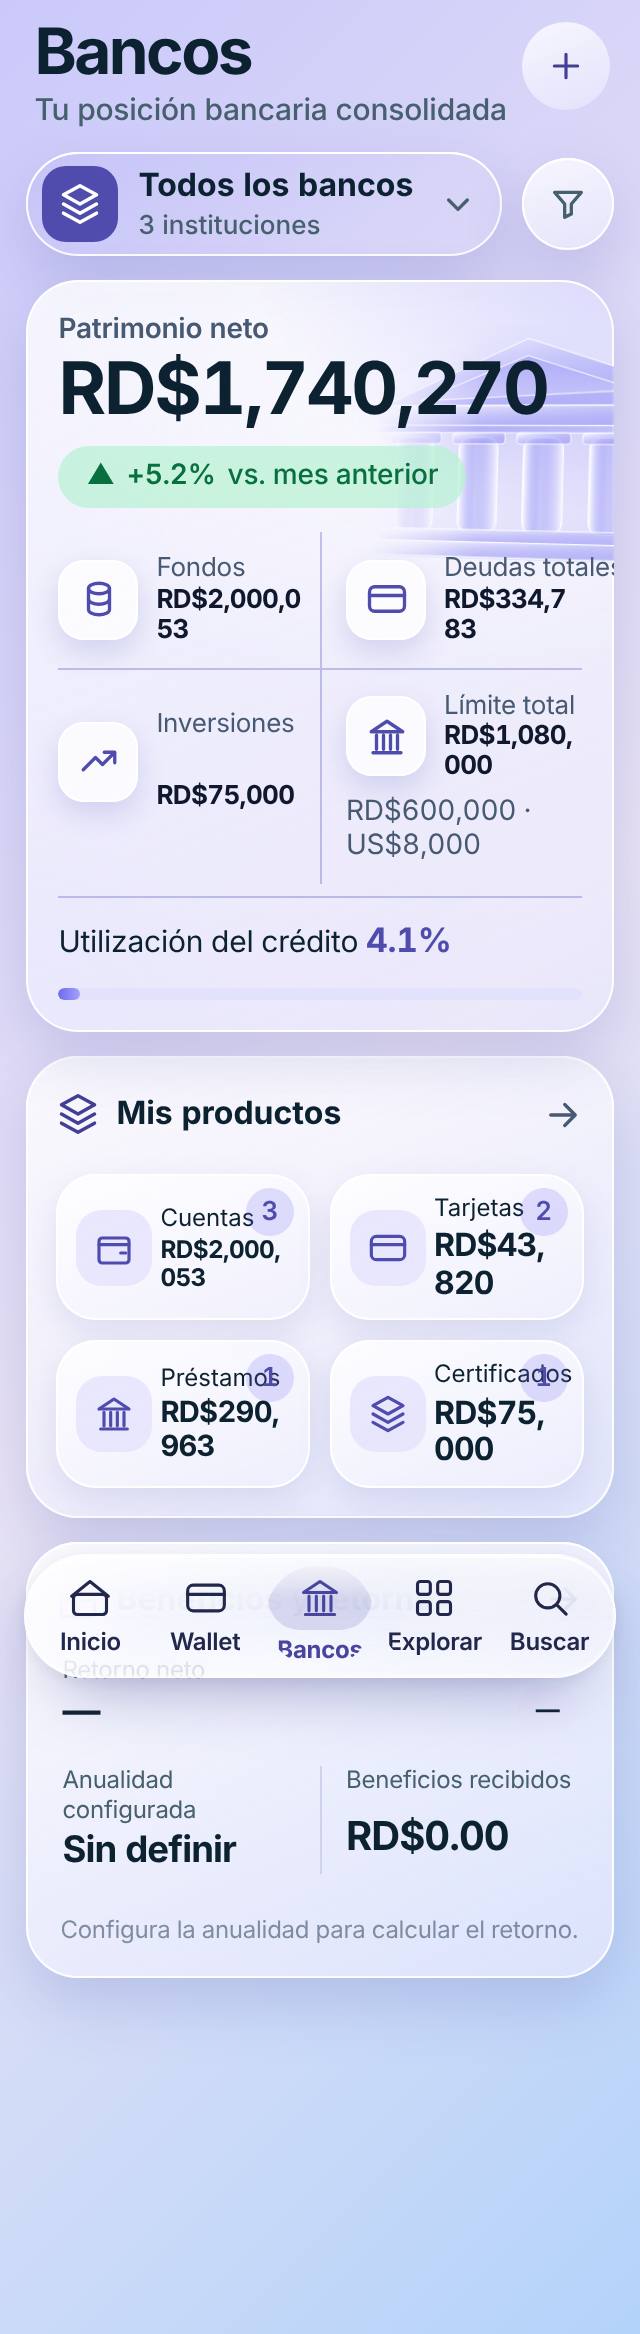 Bancos
Tu posición bancaria consolidada
Todos los bancos
3 instituciones
Patrimonio neto
RD$1,740,270
▲ +5.2% vs. mes anterior
Fondos
RD$2,000,0
53
Deudas totales
RD$334,7
83
Inversiones
RD$75,000
Límite total
RD$1,080,
000
RD$600,000 ·
US$8,000
Utilización del crédito 4.1%
Mis productos
Cuentas 3
RD$2,000,
053
Tarjetas 2
RD$43,
820
Préstamos 1
RD$290,
963
Certificados 1
RD$75,
000
Beneficios y retorn
Inicio
Wallet
Bancos
Explorar
Buscar
Retorno neto
—
—
Anualidad
configurada
Sin definir
Beneficios recibidos
RD$0.00
Configura la anualidad para calcular el retorno.